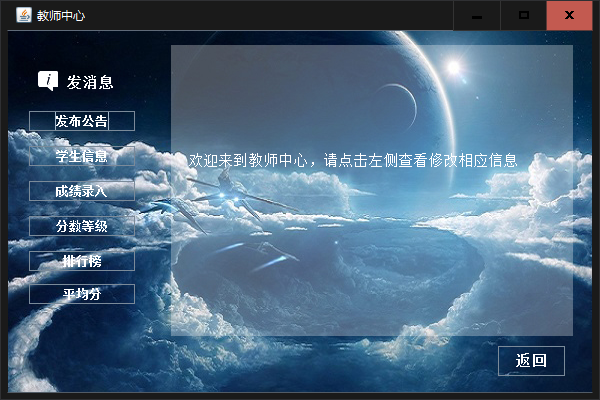 教师中心
发消息
发布公告
学生信息
成绩录入
分数等级
排行榜
平均分
欢迎来到教师中心，请点击左侧查看修改相应信息
返回